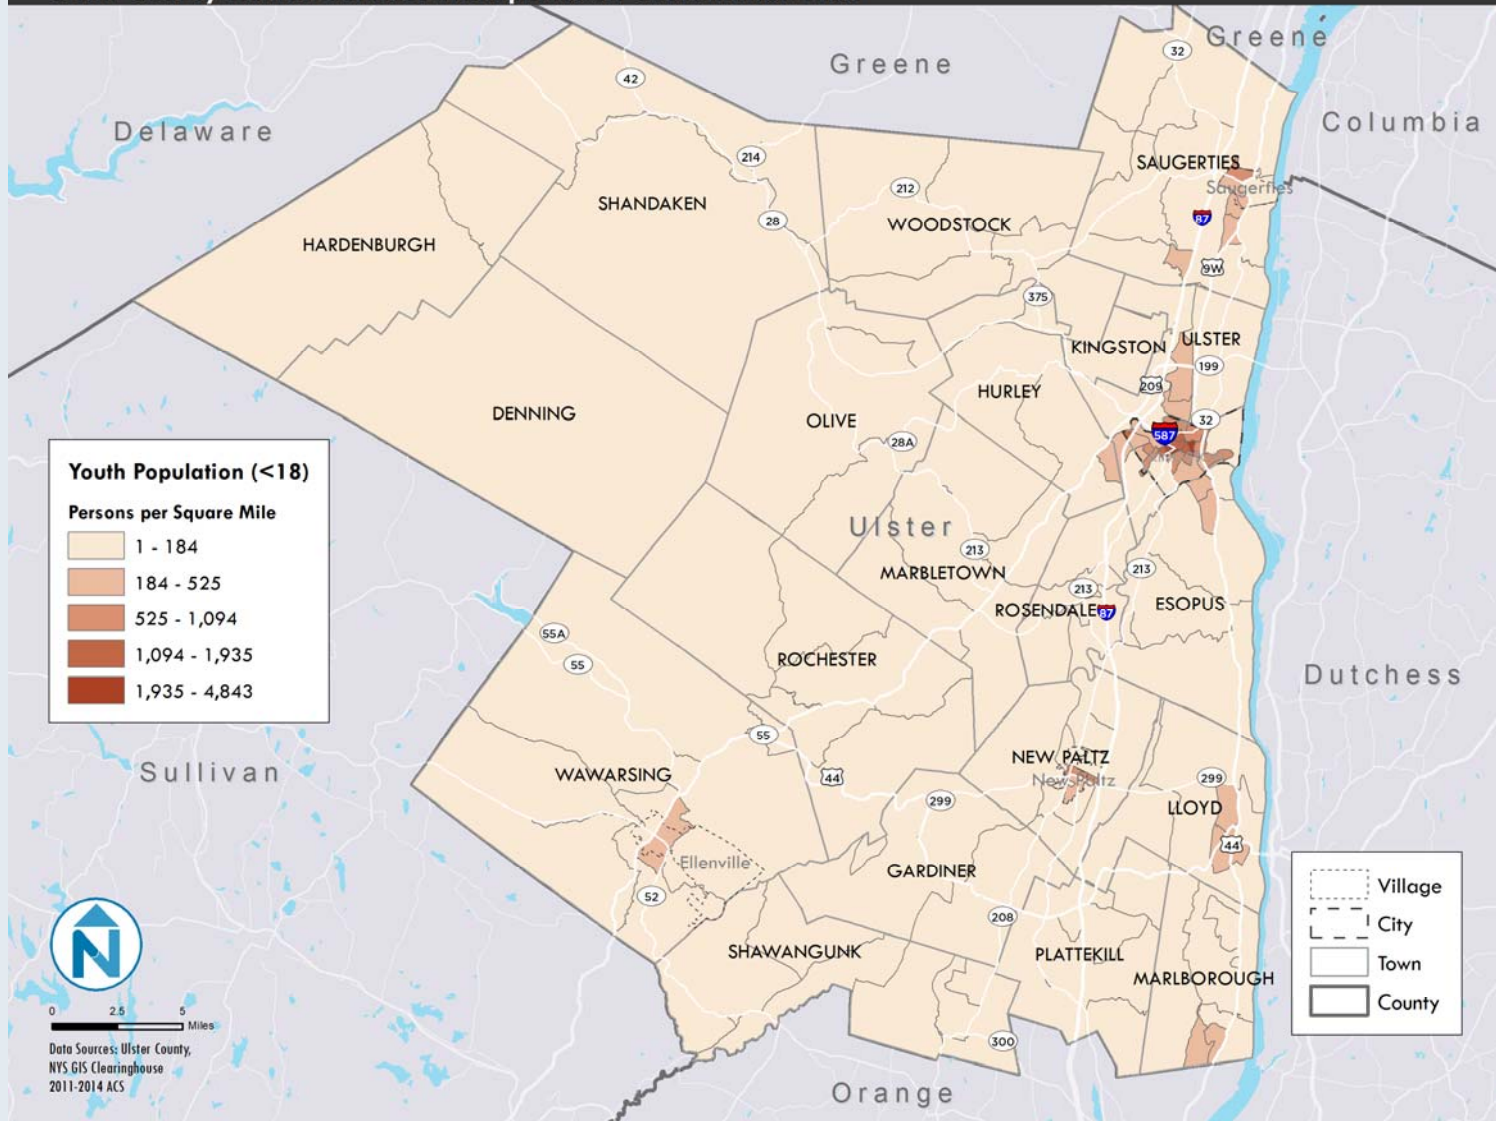 Greene
Greene
Delaware
Columbia
32
42
214
212
28
SAUGERTIES
Saugerties
87
9W
SHANDAKEN
WOODSTOCK
HARDENBURGH
375
KINGSTON
ULSTER
199
209
HURLEY
DENNING
OLIVE
28A
32
587
Ulster
213
MARBLETOWN
213
213
ROSENDALE
87
ESOPUS
55A
55
ROCHESTER
Dutchess
Sullivan
55
44
WAWARSING
NEW PALTZ
New Paltz
299
299
LLOYD
44
Ellenville
52
GARDINER
208
SHAWANGUNK
PLATTEKILL
MARLBOROUGH
300
Orange
Youth Population (<18)
Persons per Square Mile
1 - 184
184 - 525
525 - 1,094
1,094 - 1,935
1,935 - 4,843
Village
City
Town
County
N
0 2.5 5
Miles
Data Sources: Ulster County,
NYS GIS Clearinghouse
2011-2014 ACS